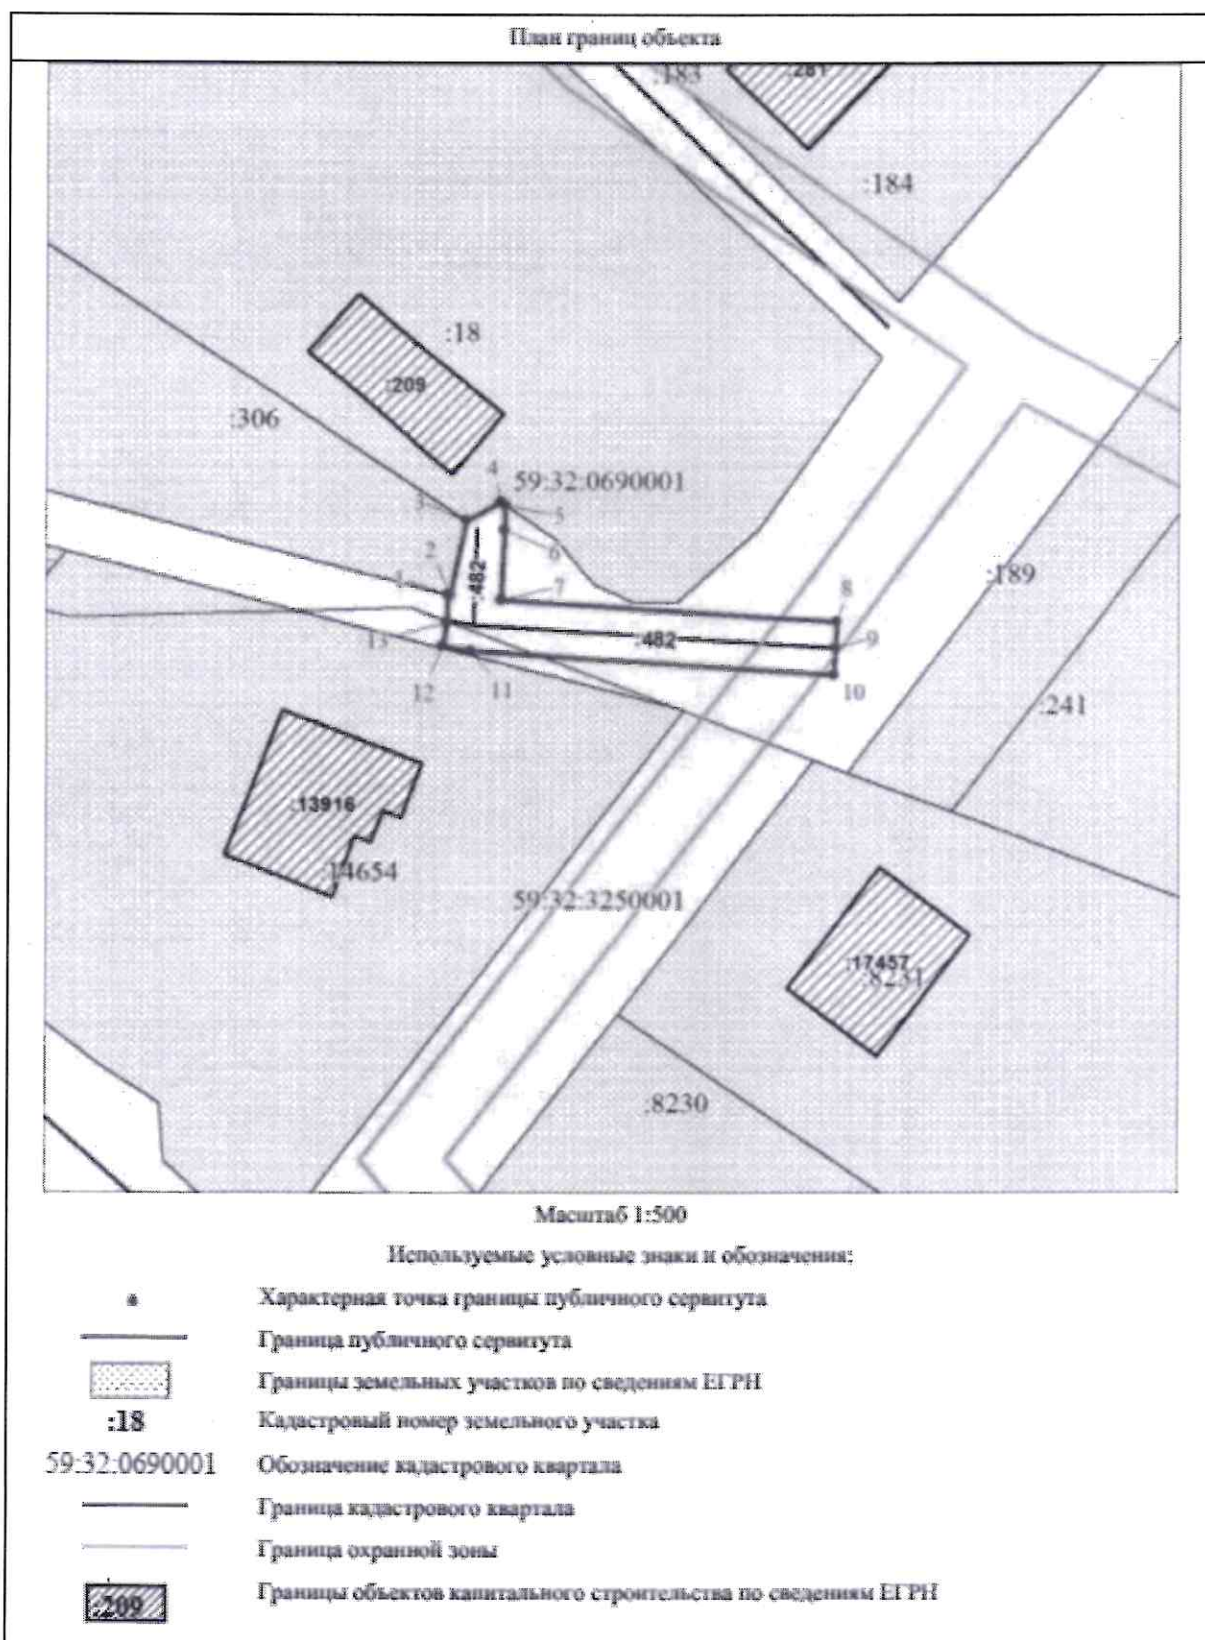 План границ объекта
:183
:281
:184
:18
:209
:306
4
59:32:0690001
3
5
6
2
:482
:189
1
7
8
13
:482
9
12
11
10
:241
:13916
:14654
59:32:3250001
:17457
:8231
:8230
Масштаб 1:500
Используемые условные знаки и обозначения:
Характерная точка границы публичного сервитута
Граница публичного сервитута
Границы земельных участков по сведениям ЕГРН
:18 Кадастровый номер земельного участка
59:32:0690001 Обозначение кадастрового квартала
Граница кадастрового квартала
Граница охранной зоны
:209 Границы объектов капитального строительства по сведениям ЕГРН